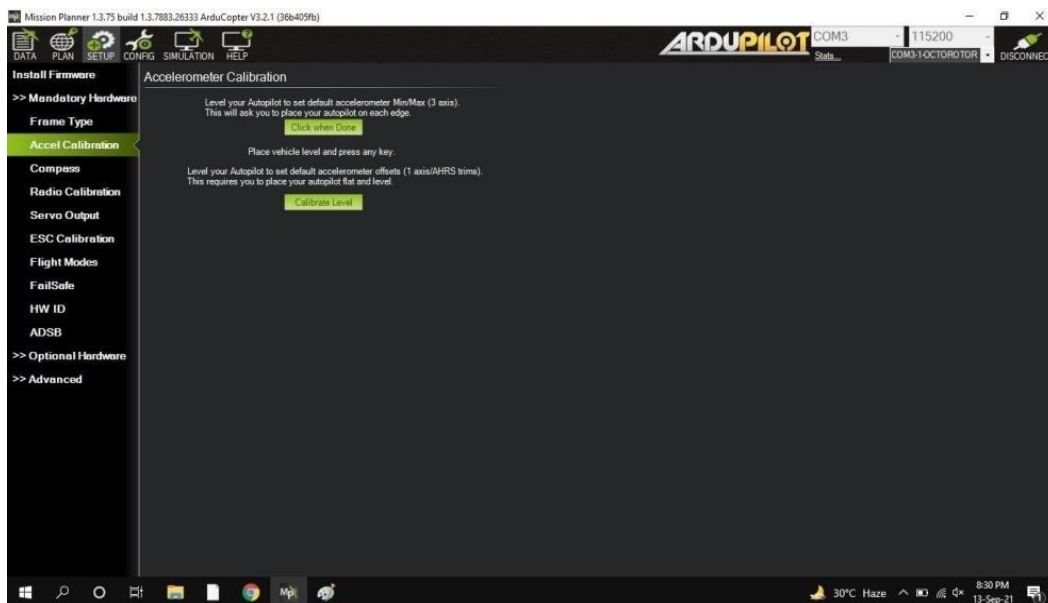 Mission Planner 1.3.75 build 1.3.7883.26333 ArduCopter V3.2.1 (36b405fb)
DATA PLAN SETUP CONFIG SIMULATION HELP
ARDUPILOT
COM3 115200
Stats... COM3-1-OCTOROTOR DISCONNEC
Install Firmware
>> Mandatory Hardware
Frame Type
Accel Calibration
Compass
Radio Calibration
Servo Output
ESC Calibration
Flight Modes
FailSafe
HW ID
ADSB
>> Optional Hardware
>> Advanced
Accelerometer Calibration
Level your Autopilot to set default accelerometer Min/Max (3 axis).
This will ask you to place your autopilot on each edge.
Click when Done
Place vehicle level and press any key.
Level your Autopilot to set default accelerometer offsets (1 axis/AHRS trims).
This requires you to place your autopilot flat and level.
Calibrate Level
Mp
30°C Haze
8:30 PM
13-Sep-21